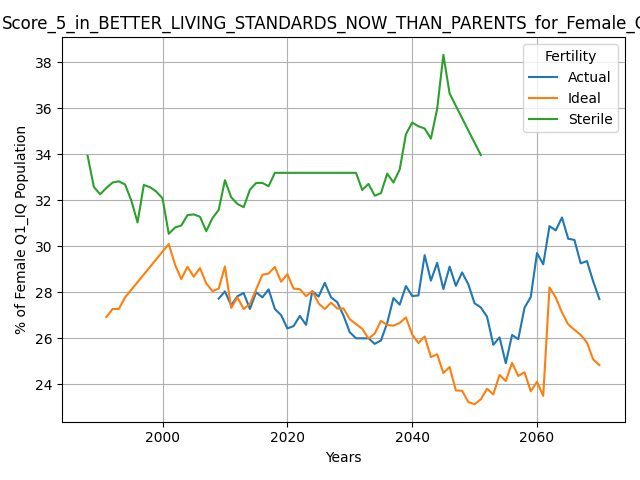 Score_5_in_BETTER_LIVING_STANDARDS_NOW_THAN_PARENTS_for_Female_
Fertility
Actual
Ideal
Sterile
% of Female Q1_IQ Population
38
36
34
32
30
28
26
24
2000
2020
2040
2060
Years